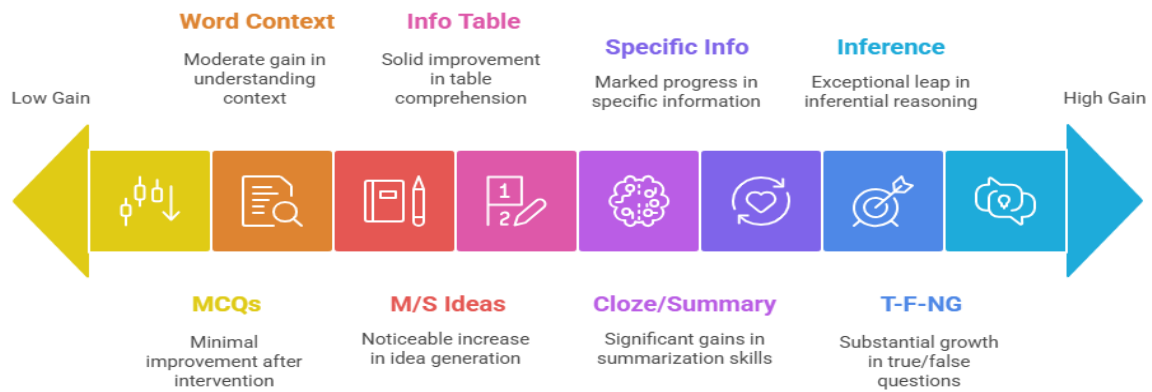 Word Context
Moderate gain in
understanding
context
Info Table
Solid improvement
in table
comprehension
Specific Info
Marked progress in
specific information
Inference
Exceptional leap in
inferential reasoning
Low Gain
High Gain
1
2
MCQs
Minimal
improvement after
intervention
M/S Ideas
Noticeable increase
in idea generation
Cloze/Summary
Significant gains in
summarization skills
T-F-NG
Substantial growth
in true/false
questions